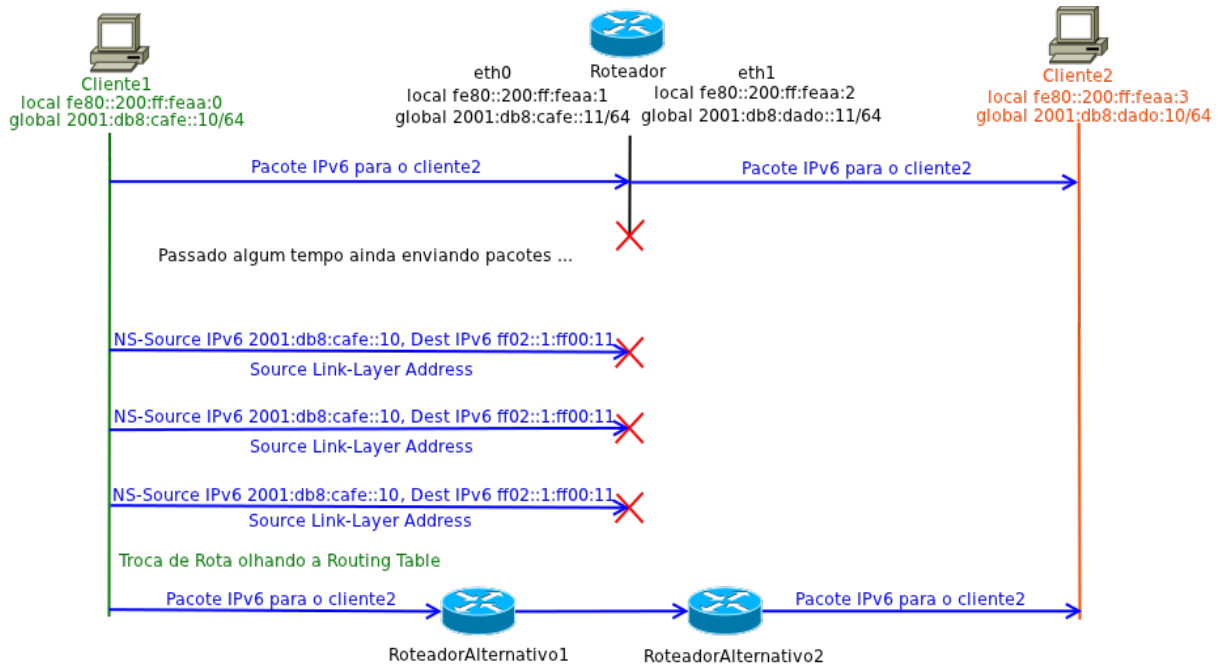 Cliente1
local fe80::200:ff:feaa:0
global 2001:db8:cafe::10/64
eth0
local fe80::200:ff:feaa:1
global 2001:db8:cafe::11/64
Roteador
eth1
local fe80::200:ff:feaa:2
global 2001:db8:dado::11/64
Cliente2
local fe80::200:ff:feaa:3
global 2001:db8:dado:10/64
Pacote IPv6 para o cliente2
Pacote IPv6 para o cliente2
Passado algum tempo ainda enviando pacotes ...
NS-Source IPv6 2001:db8:cafe::10, Dest IPv6 ff02::1:ff00:11
Source Link-Layer Address
NS-Source IPv6 2001:db8:cafe::10, Dest IPv6 ff02::1:ff00:11
Source Link-Layer Address
NS-Source IPv6 2001:db8:cafe::10, Dest IPv6 ff02::1:ff00:11
Source Link-Layer Address
Troca de Rota olhando a Routing Table
Pacote IPv6 para o cliente2
Pacote IPv6 para o cliente2
RoteadorAlternativo1
RoteadorAlternativo2